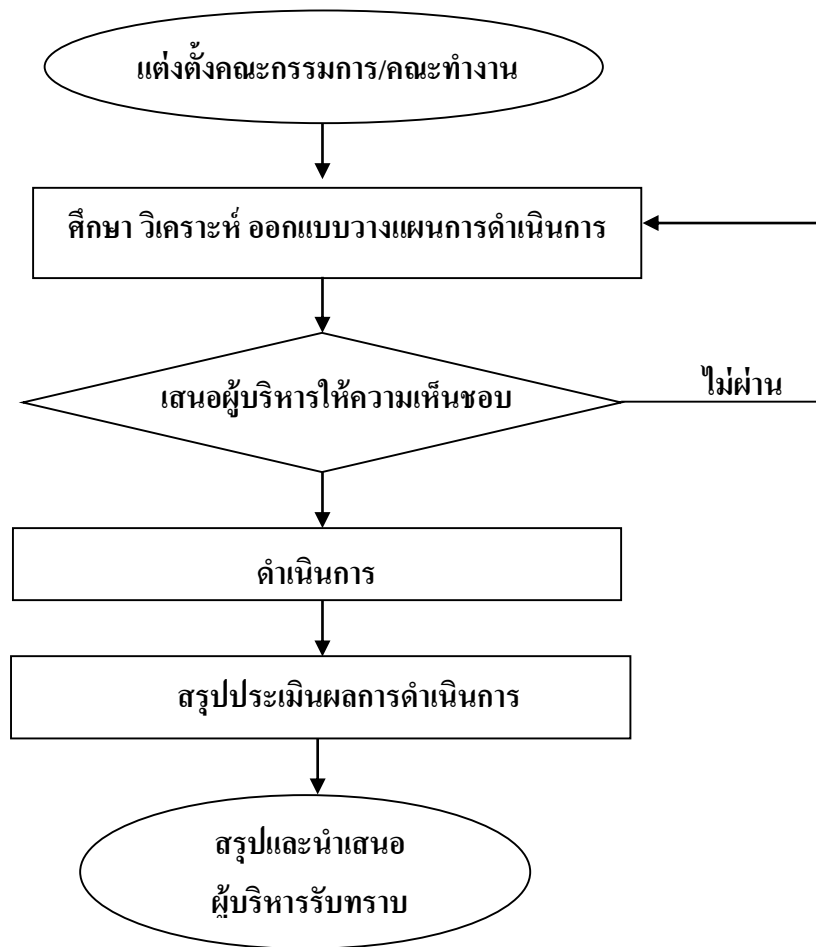 แต่งตั้งคณะกรรมการ/คณะทำงาน
ศึกษา วิเคราะห์ ออกแบบวางแผนการดำเนินการ
เสนอผู้บริหารให้ความเห็นชอบ
ไม่ผ่าน
ดำเนินการ
สรุปประเมินผลการดำเนินการ
สรุปและนำเสนอ
ผู้บริหารรับทราบ